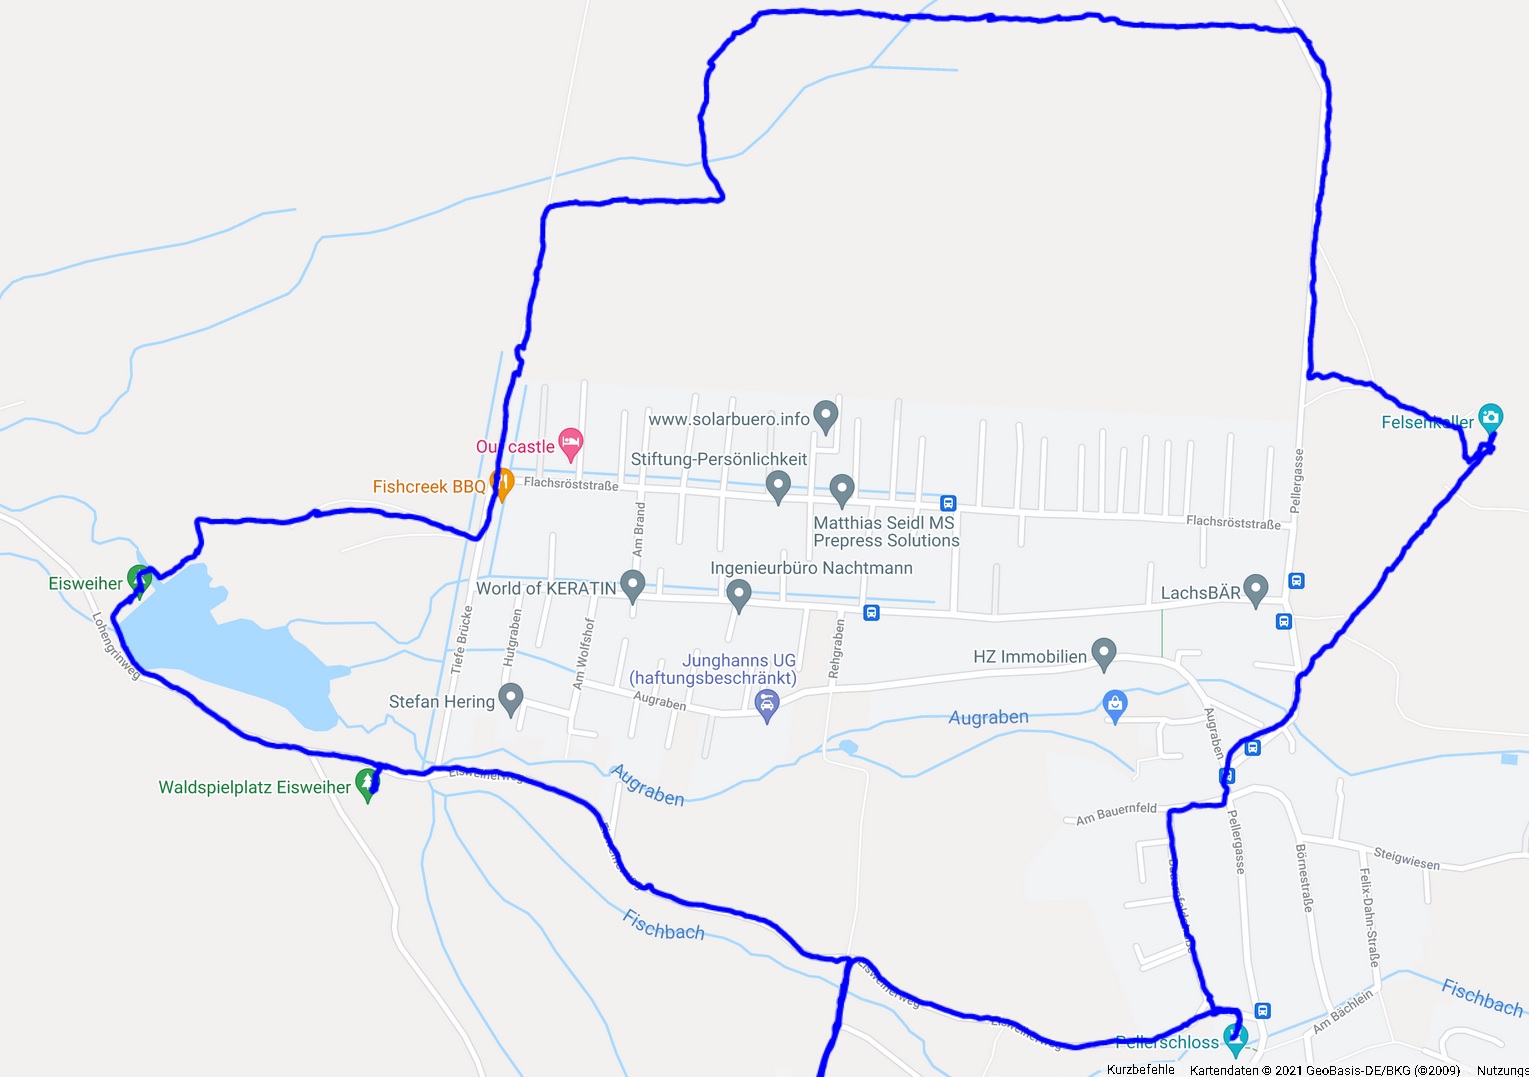 Felsenkeller
www.solarbuero.info
Our castle
Stiftung-Persönlichkeit
Pellergasse
Fishcreek BBQ
Flachsröststraße
Matthias Seidl MS
Prepress Solutions
Flachsröststraße
Am Brand
Ingenieurbüro Nachtmann
Eisweiher
World of KERATIN
LachsBÄR
Lohengrinweg
Tiefe Brücke
Hutgraben
Am Wolfshof
Rehgraben
Junghanns UG
(haftungsbeschränkt)
HZ Immobilien
Stefan Hering
Augraben
Augraben
Augraben
Waldspielplatz Eisweiher
Eisweiherweg
Augraben
Am Bauernfeld
Pellergasse
Eisweiherweg
Bauernfeldstraße
Börnestraße
Steigwiesen
Felix-Dahn-Straße
Fischbach
Eisweiherweg
Eisweiherweg
Fischbach
Am Bächlein
Pellerschloss
Kurzbefehle
Kartendaten © 2021 GeoBasis-DE/BKG (©2009)
Nutzungs